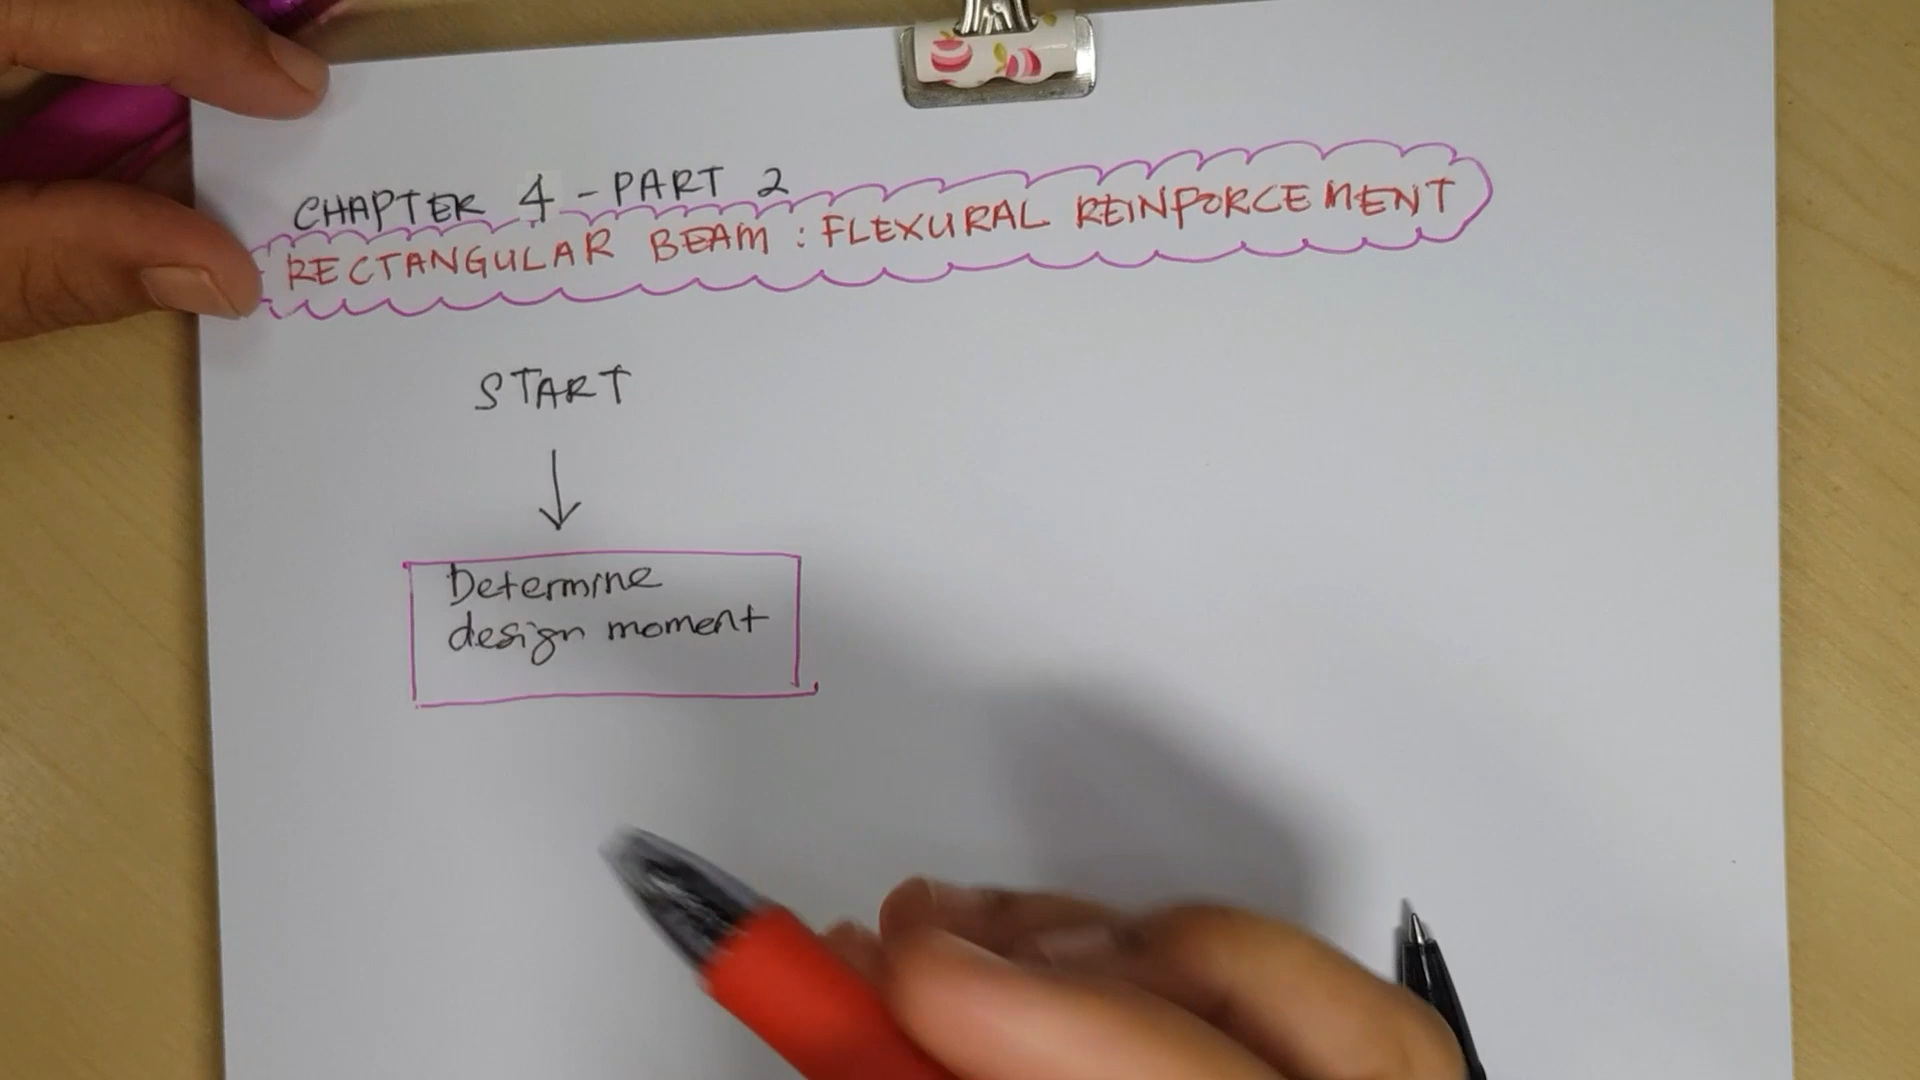 CHAPTER 4 - PART 2
RECTANGULAR BEAM : FLEXURAL REINFORCEMENT
START
Determine
design moment